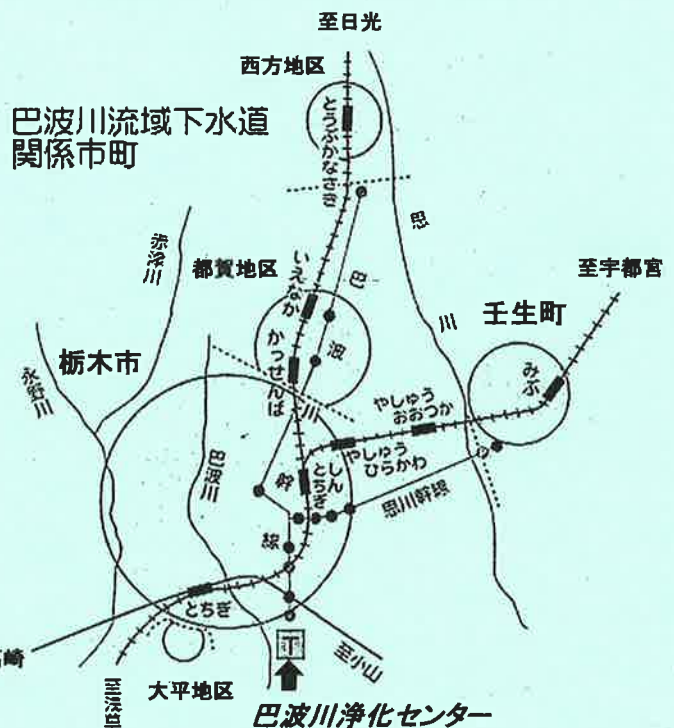 至日光
西方地区
巴波川流域下水道
関係市町
とうぶかなさき
思川
三杉川
都賀地区
いえなか
かっせんば
巴波川幹線
至宇都宮
壬生町
みぶ
栃木市
永野川
やしゅう
おおつか
やしゅう
ひらかわ
巴波川
しん
とちぎ
思川幹線
とちぎ
崎
至小山
下
大平地区
巴波川浄化センター